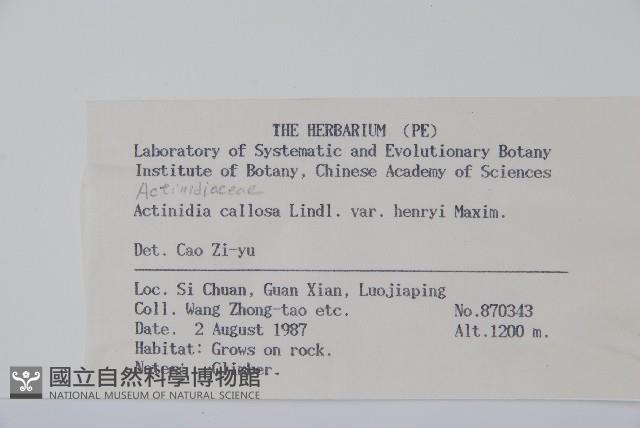 THE HERBARIUM (PE)
Laboratory of Systematic and Evolutionary Botany
Institute of Botany, Chinese Academy of Sciences
Actinidiaceae
Actinidia callosa Lindl. var. henryi Maxim.
Det. Cao Zi-yu
Loc. Si Chuan, Guan Xian, Luojiaping
Coll. Wang Zhong-tao etc. No.870343
Date. 2 August 1987 Alt.1200 m.
Habitat: Grows on rock.
Notes: Climber.
國立自然科學博物館
NATIONAL MUSEUM OF NATURAL SCIENCE